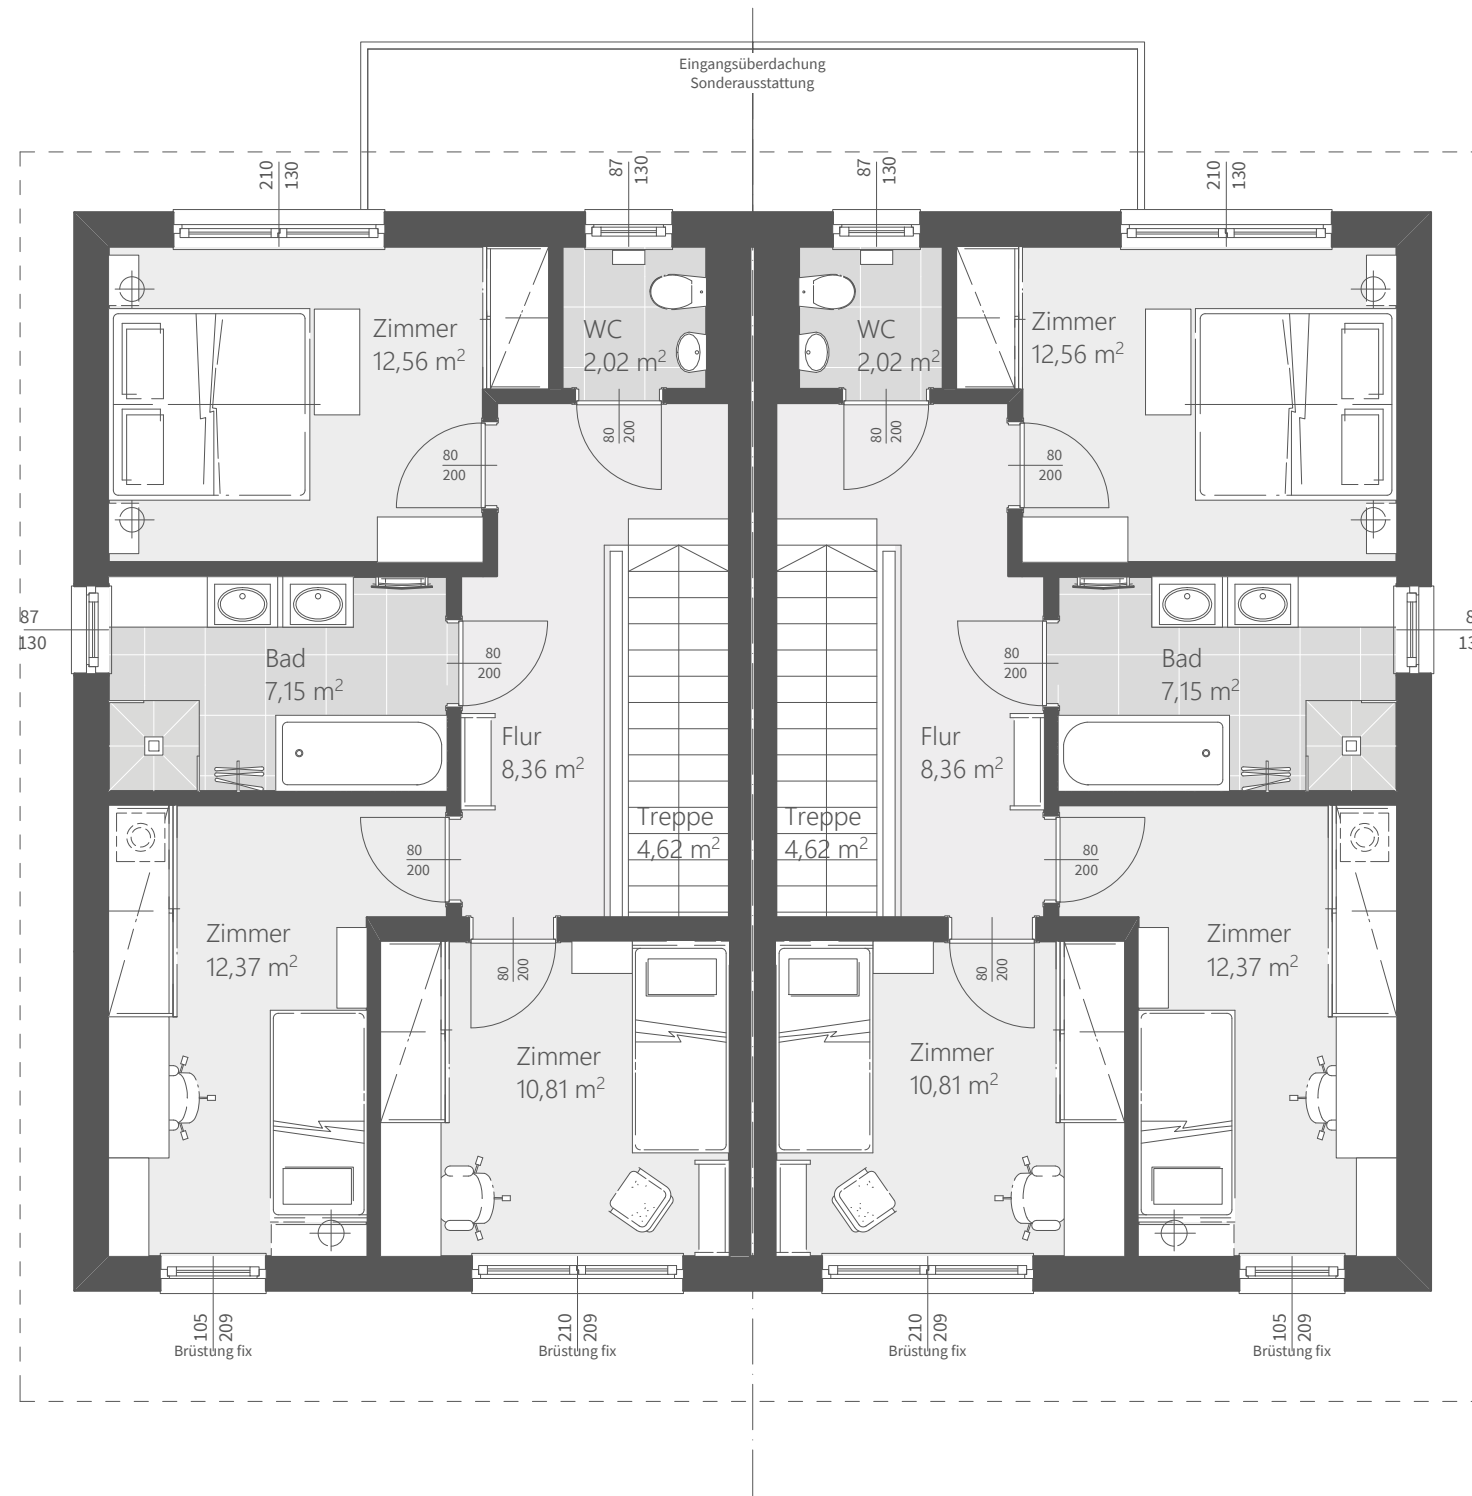 Eingangsüberdachung
Sonderausstattung
210
130
87
130
87
130
210
130
Zimmer
12,56 m²
WC
2,02 m²
WC
2,02 m²
Zimmer
12,56 m²
80
200
80
200
80
200
80
200
87
130
Bad
7,15 m²
80
200
80
200
Bad
7,15 m²
Flur
8,36 m²
Flur
8,36 m²
Treppe
4,62 m²
Treppe
4,62 m²
80
200
80
200
Zimmer
12,37 m²
80
200
80
200
Zimmer
12,37 m²
Zimmer
10,81 m²
Zimmer
10,81 m²
105
209
Brüstung fix
210
209
Brüstung fix
210
209
Brüstung fix
105
209
Brüstung fix